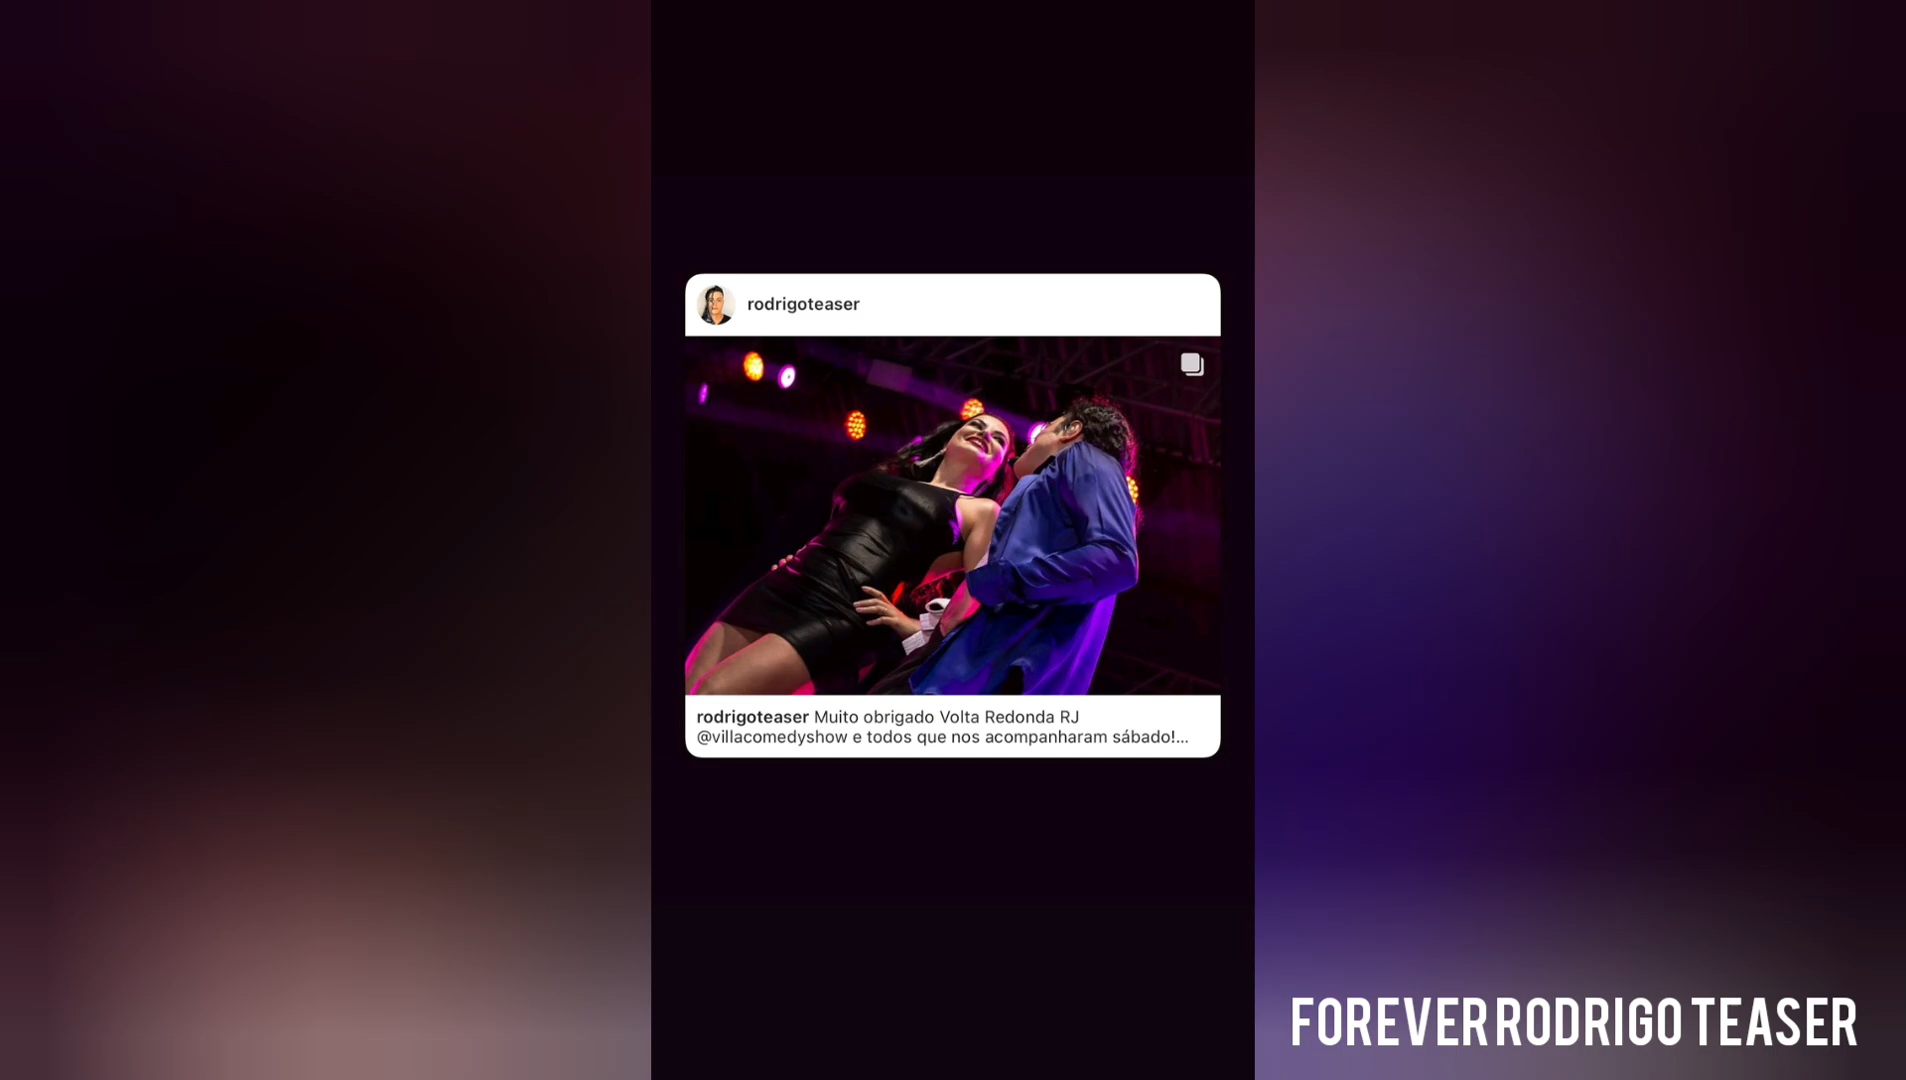 rodrigoteaser
rodrigoteaser Muito obrigado Volta Redonda RJ
@villacomedyshow e todos que nos acompanharam sábado!...
FOREVER RODRIGO TEASER